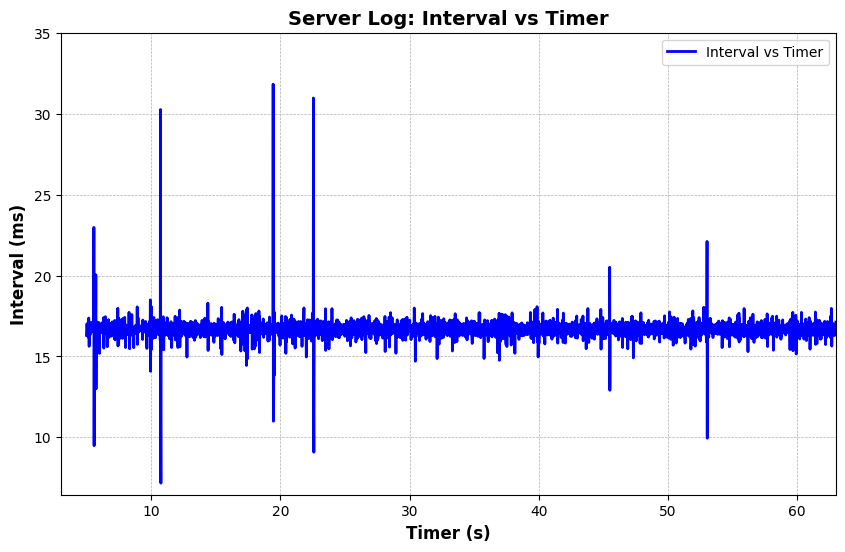 Server Log: Interval vs Timer
Interval vs Timer
35
30
25
20
15
10
Interval (ms)
10 20 30 40 50 60
Timer (s)